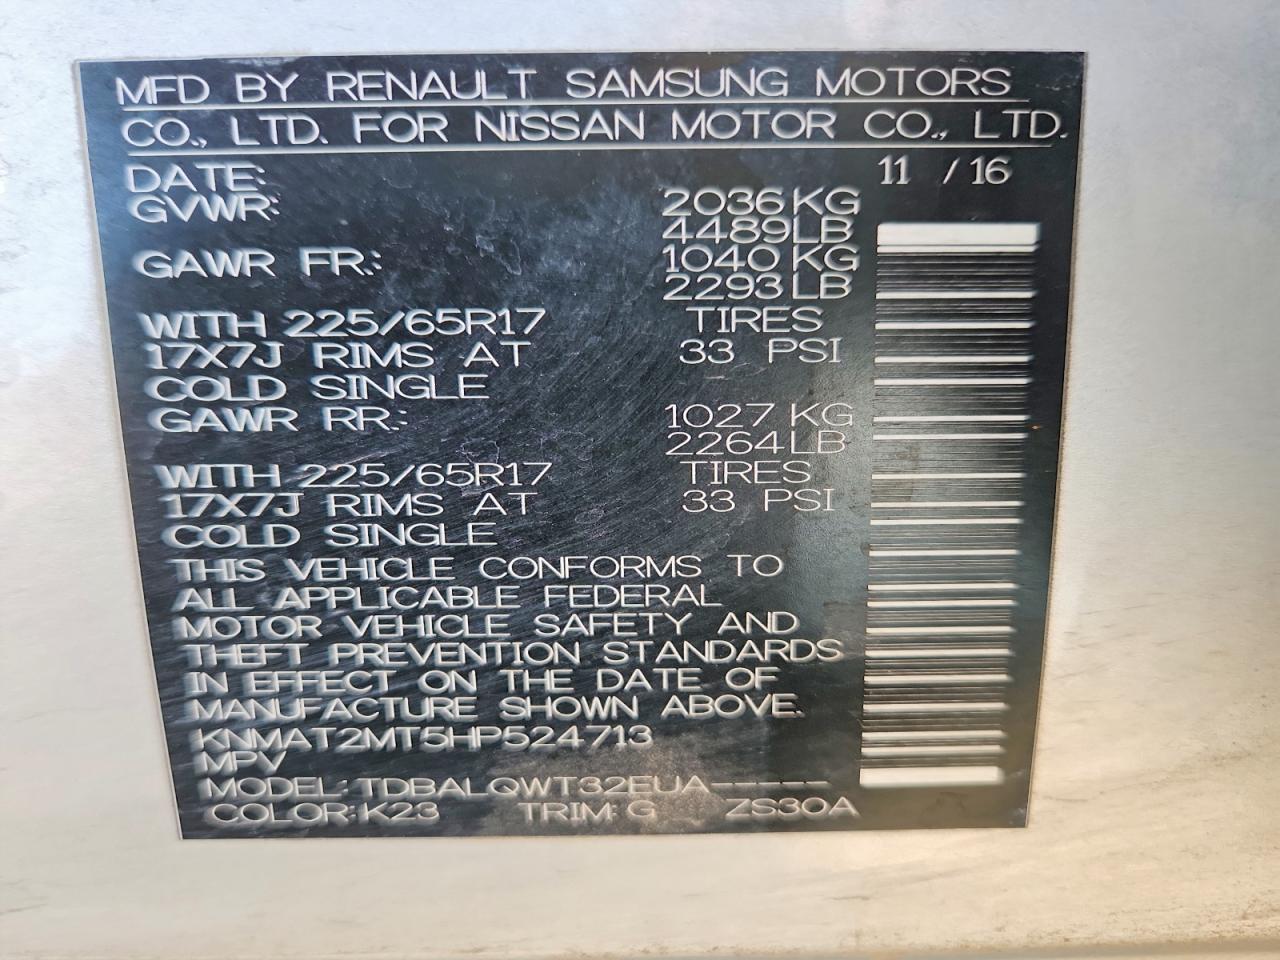 MFD BY RENAULT SAMSUNG MOTORS
CO., LTD. FOR NISSAN MOTOR CO., LTD.
DATE: 11 / 16
GVWR: 2036 KG
4489 LB
GAWR FR.: 1040 KG
2293 LB
WITH 225/65R17 TIRES
17X7J RIMS AT 33 PSI
COLD SINGLE
GAWR RR.: 1027 KG
2264 LB
WITH 225/65R17 TIRES
17X7J RIMS AT 33 PSI
COLD SINGLE
THIS VEHICLE CONFORMS TO
ALL APPLICABLE FEDERAL
MOTOR VEHICLE SAFETY AND
THEFT PREVENTION STANDARDS
IN EFFECT ON THE DATE OF
MANUFACTURE SHOWN ABOVE.
KNMAT2MT5HP524713
MPV
MODEL: TDBALQWT32EUA-----
COLOR: K23 TRIM: G ZS30A